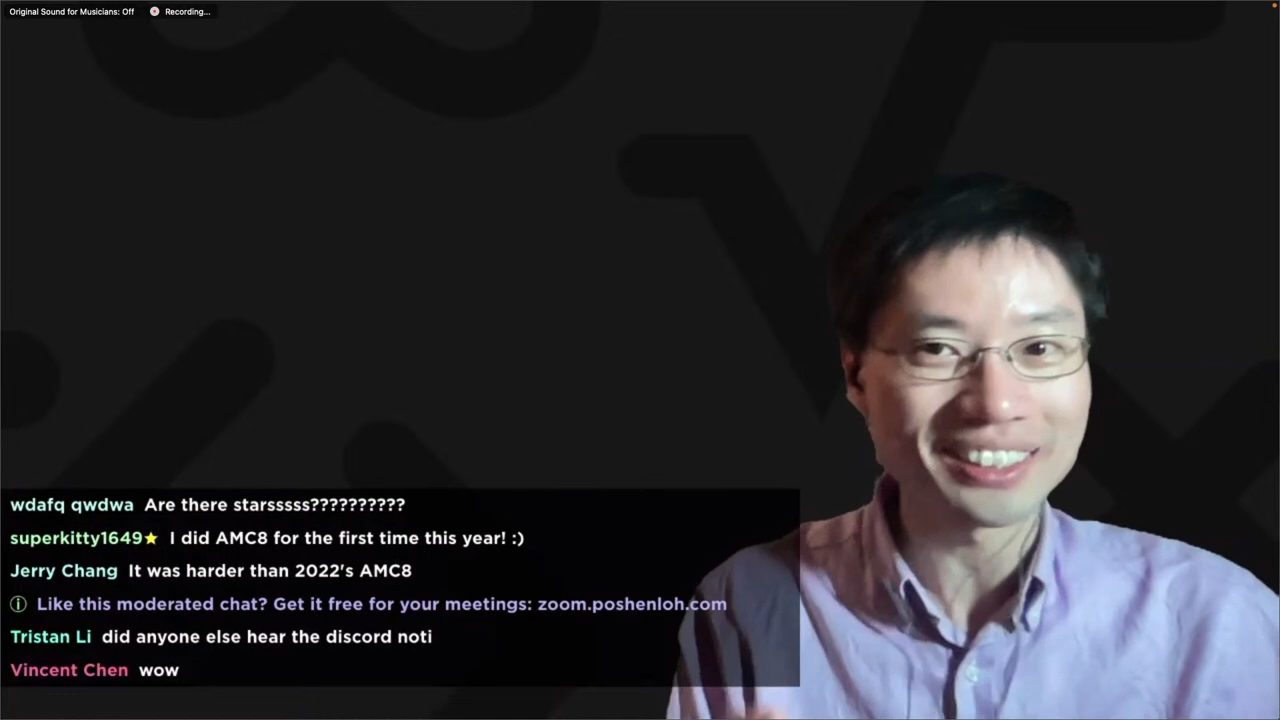 Original Sound for Musicians: Off
Recording...
wdafq qwdwa Are there starsssss??????????
superkitty1649★ I did AMC8 for the first time this year! :)
Jerry Chang It was harder than 2022's AMC8
Like this moderated chat? Get it free for your meetings: zoom.poshenloh.com
Tristan Li did anyone else hear the discord noti
Vincent Chen wow